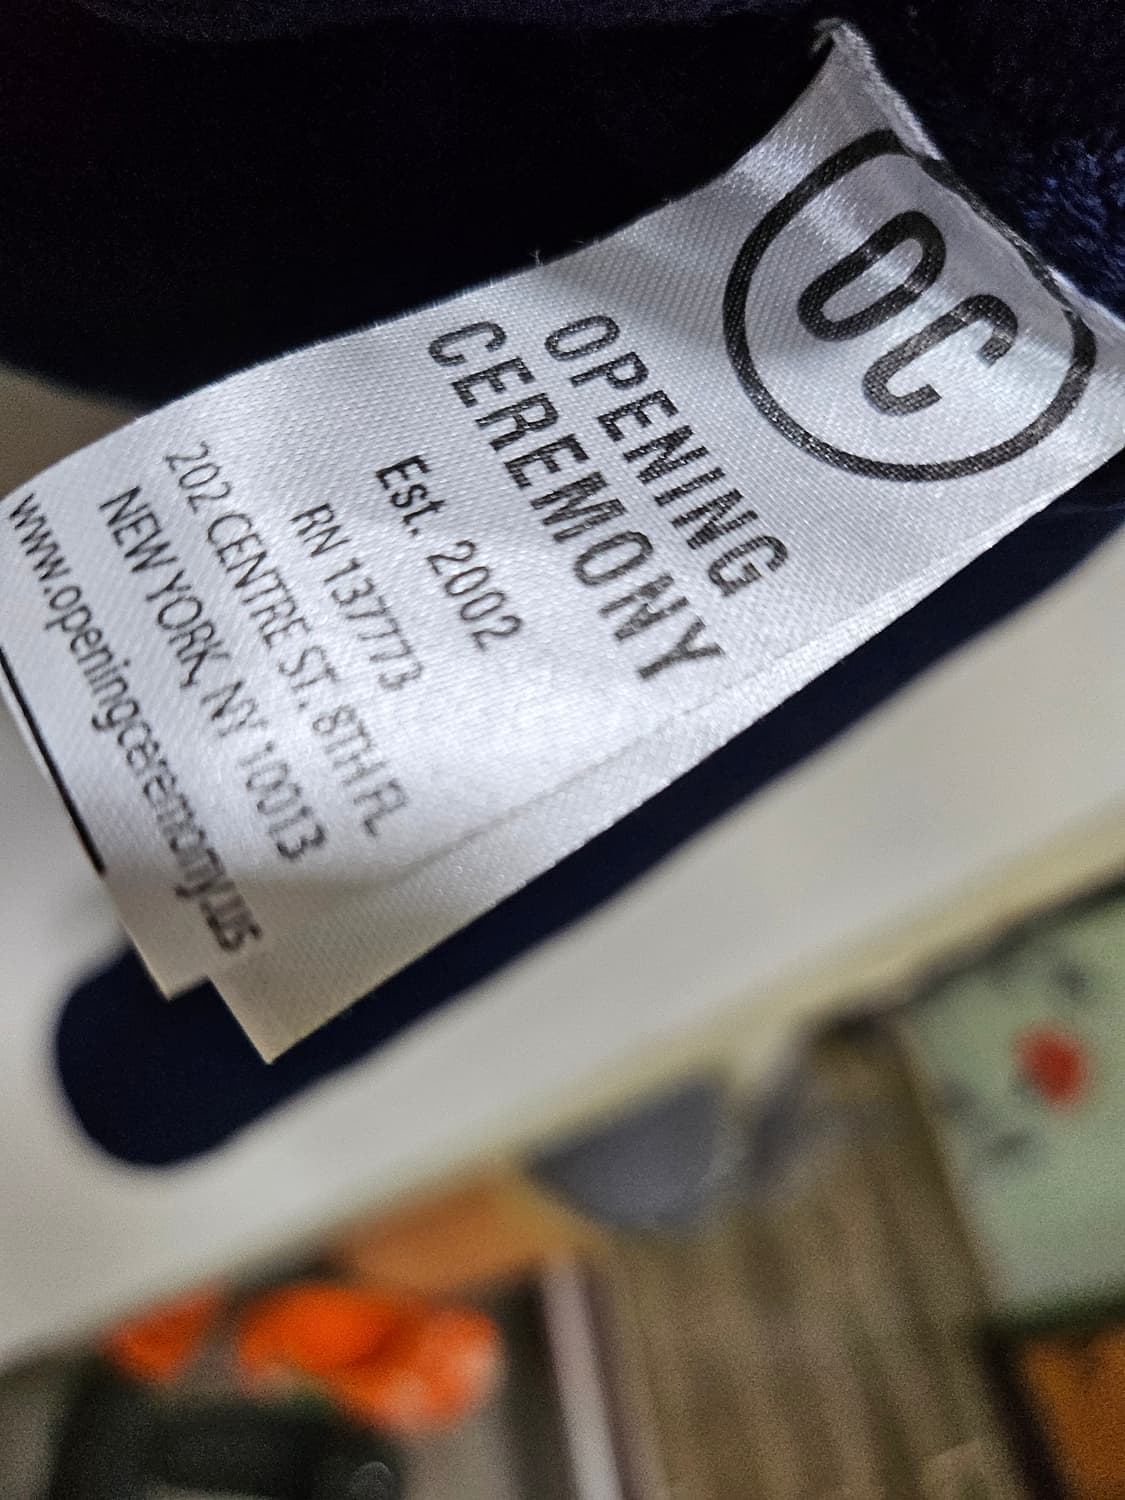 OC
OPENING
CEREMONY
Est. 2002
RN 137773
202 CENTRE ST. 8TH FL
NEW YORK, NY 10013
www.openingceremony.us